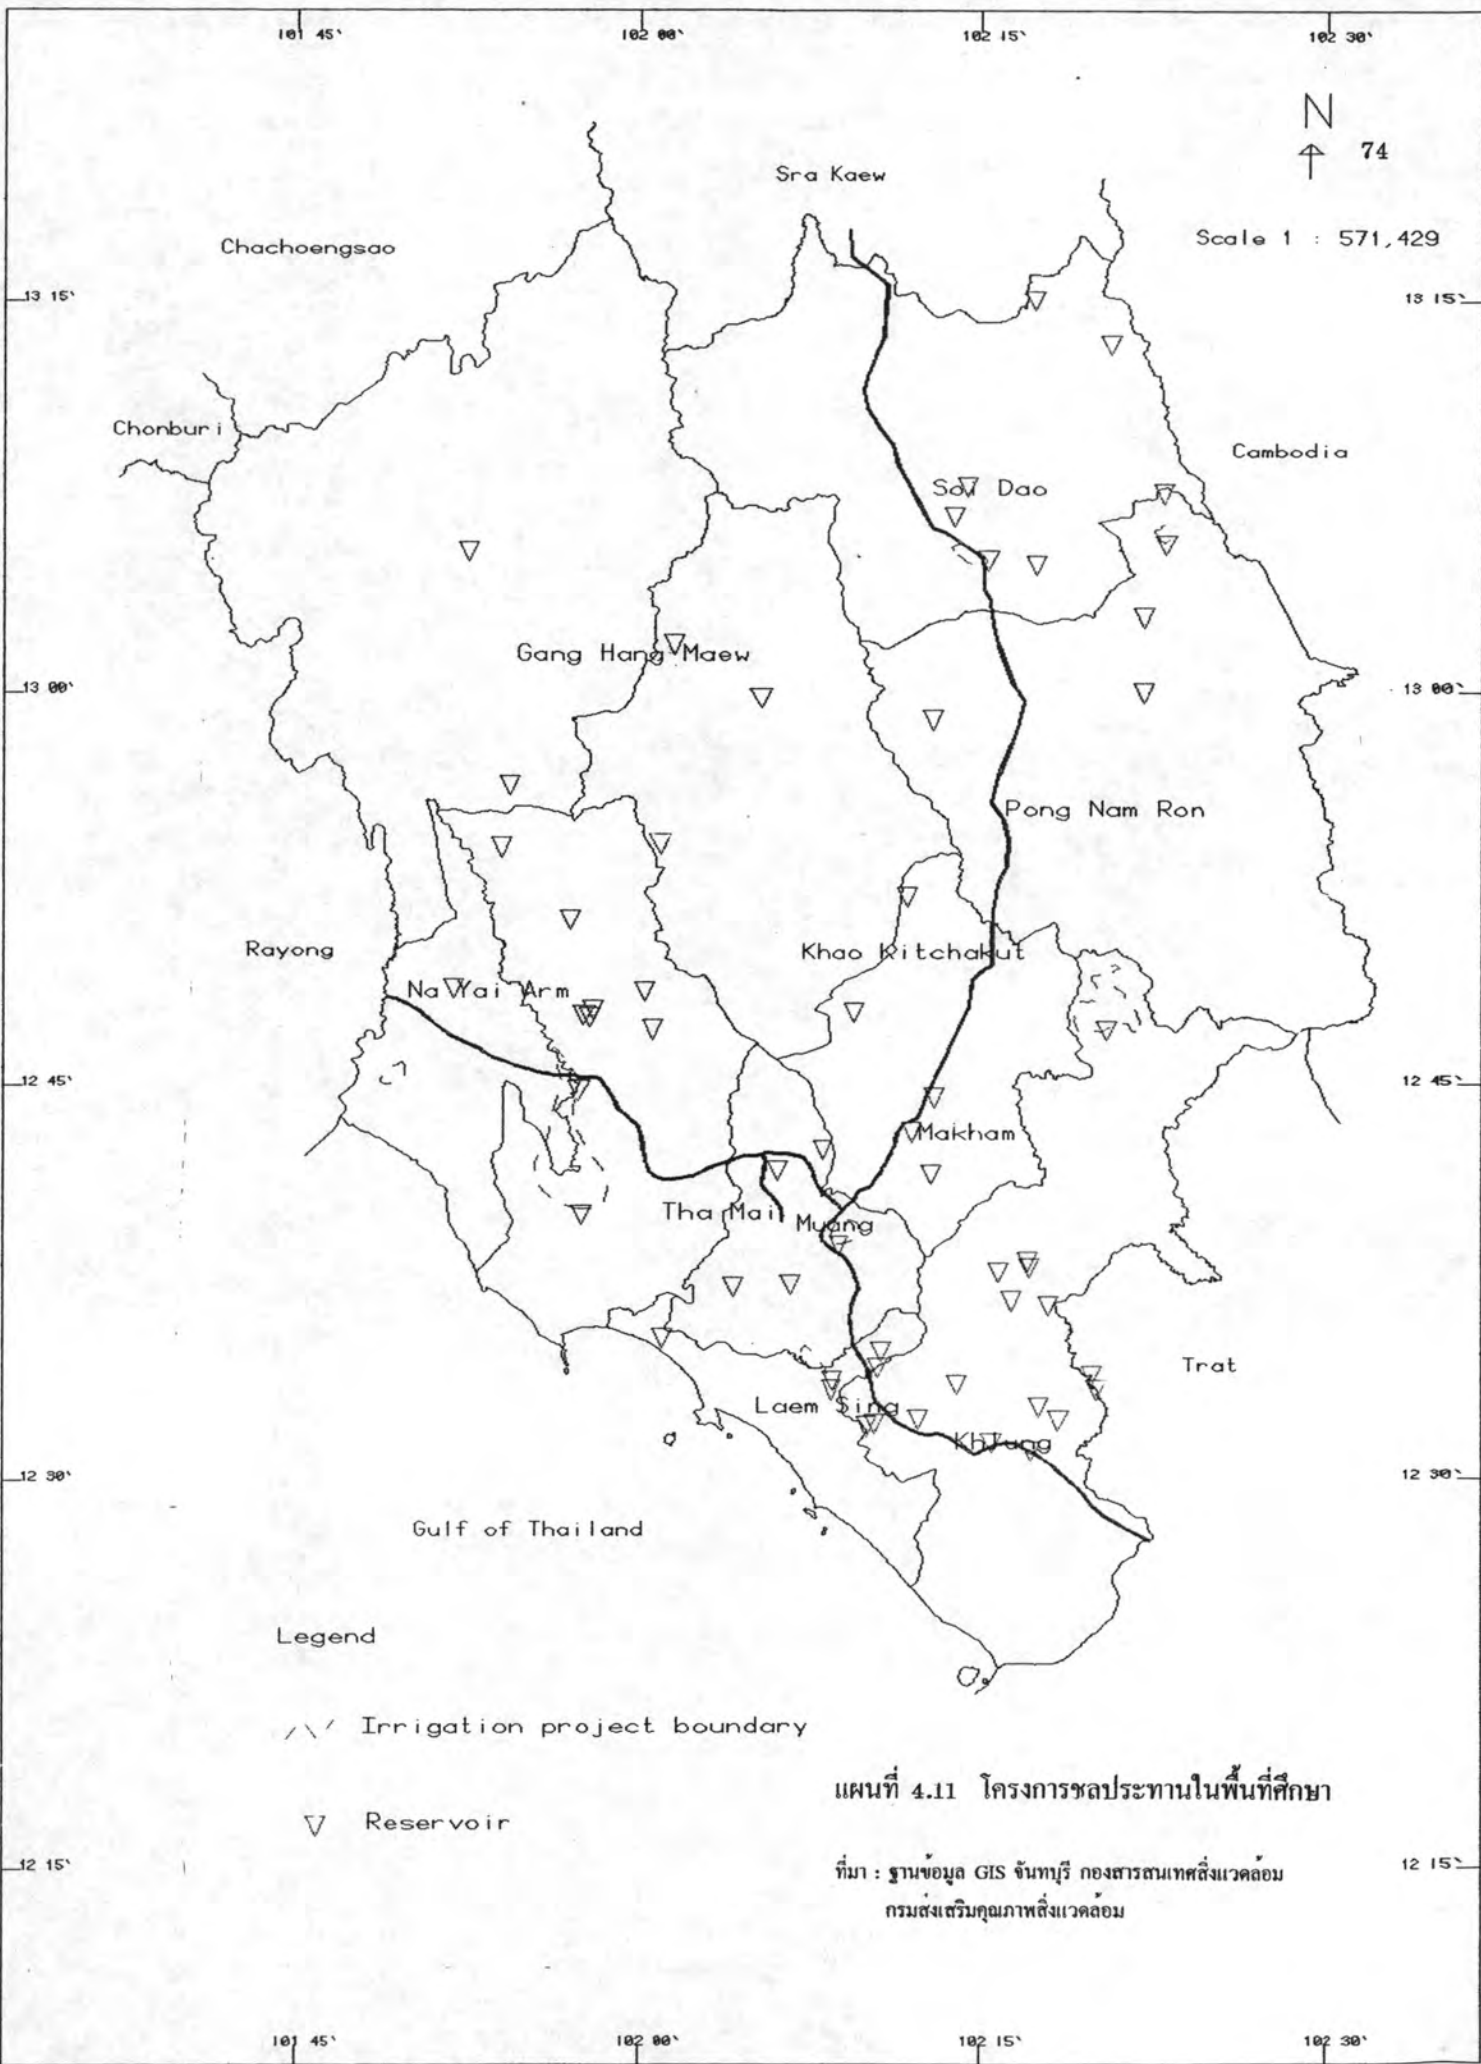 101 45' 102 00' 102 15' 102 30'
N
74
Sra Kaew
Scale 1 : 571,429
Chachoengsao
13 15' 13 15'
Chonburi
Cambodia
Soi Dao
Gang Hang Maew
13 00' 13 00'
Pong Nam Ron
Rayong
Khao Kitchakut
Na Yai Arm
12 45' 12 45'
Makham
Tha Mai
Muang
Trat
Laem Sing
Khlung
12 30' 12 30'
Gulf of Thailand
Legend
Irrigation project boundary
Reservoir
แผนที่ 4.11 โครงการชลประทานในพื้นที่ศึกษา
12 15' 12 15'
ที่มา : ฐานข้อมูล GIS จันทบุรี กองสารสนเทศสิ่งแวดล้อม
กรมส่งเสริมคุณภาพสิ่งแวดล้อม
101 45' 102 00' 102 15' 102 30'